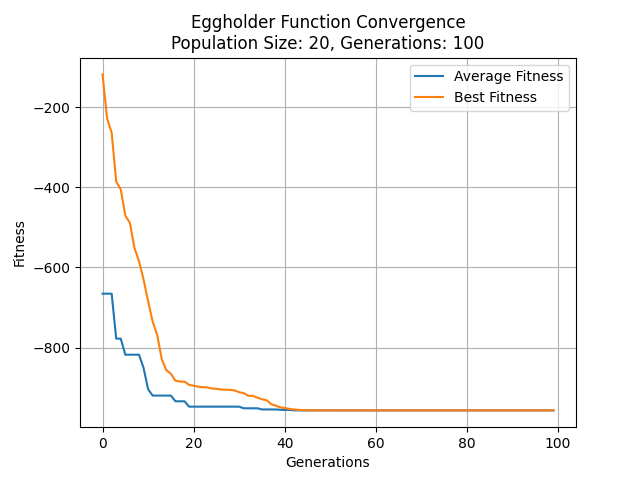 Eggholder Function Convergence
Population Size: 20, Generations: 100
Average Fitness
Best Fitness
Fitness
−200
−400
−600
−800
0
20
40
60
80
100
Generations